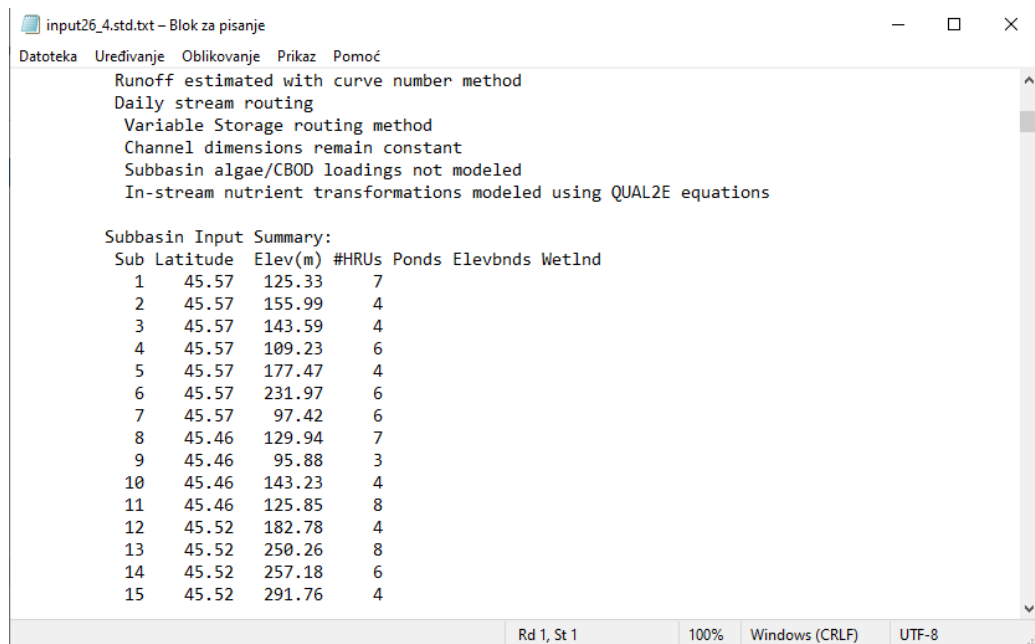 input26_4.std.txt – Blok za pisanje
Datoteka Uređivanje Oblikovanje Prikaz Pomoć
Runoff estimated with curve number method
Daily stream routing
Variable Storage routing method
Channel dimensions remain constant
Subbasin algae/CBOD loadings not modeled
In-stream nutrient transformations modeled using QUAL2E equations
Subbasin Input Summary:
Sub Latitude Elev(m) #HRUs Ponds Elevbnds Wetlnd
1 45.57 125.33 7
2 45.57 155.99 4
3 45.57 143.59 4
4 45.57 109.23 6
5 45.57 177.47 4
6 45.57 231.97 6
7 45.57 97.42 6
8 45.46 129.94 7
9 45.46 95.88 3
10 45.46 143.23 4
11 45.46 125.85 8
12 45.52 182.78 4
13 45.52 250.26 8
14 45.52 257.18 6
15 45.52 291.76 4
Rd 1, St 1 100% Windows (CRLF) UTF-8